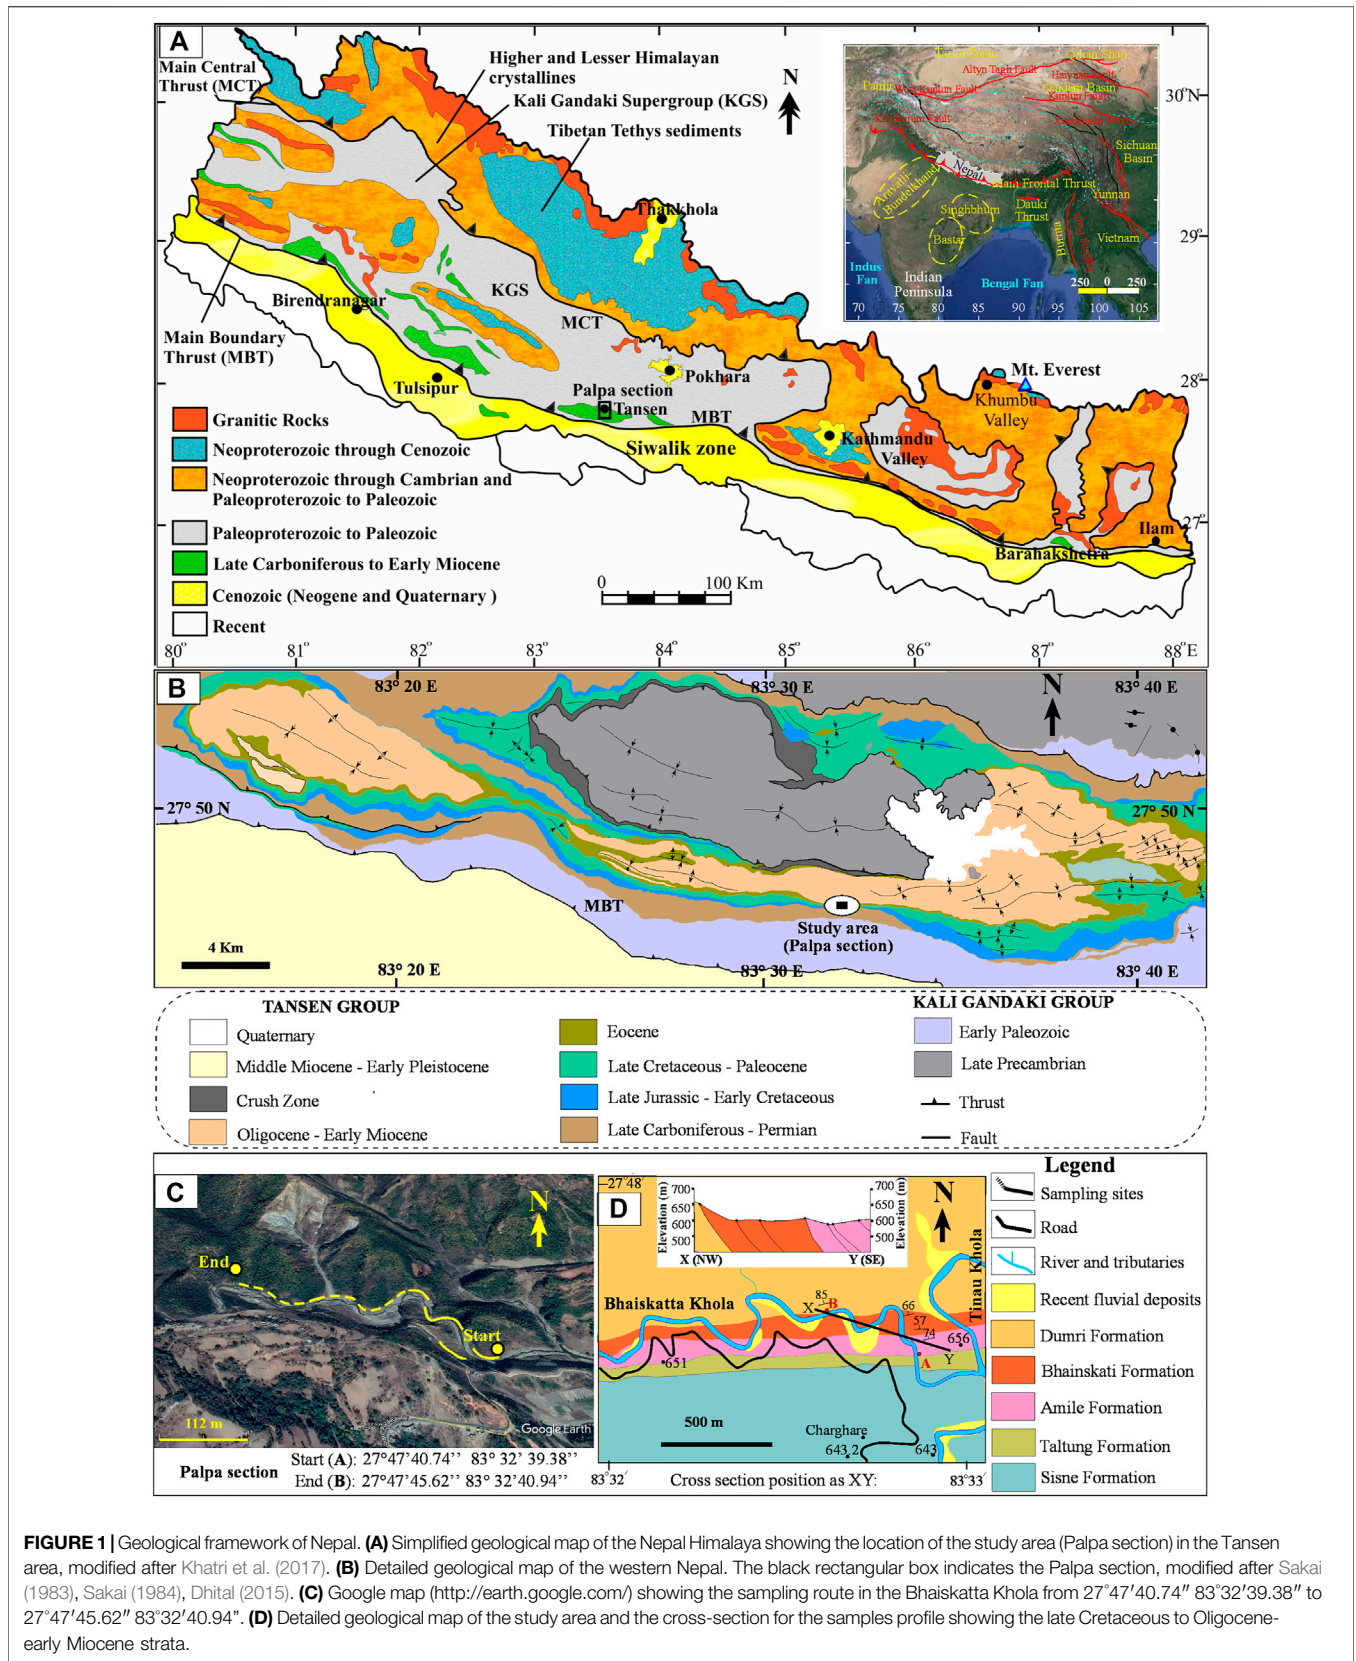 A
Main Central
Thrust (MCT)
Higher and Lesser Himalayan
crystallines
Kali Gandaki Supergroup (KGS)
Tibetan Tethys sediments
N
30°N
29°
28°
27°
Thakkhola
KGS
MCT
Birendranagar
Main Boundary
Thrust (MBT)
Tulsipur
Palpa section
Tansen
Pokhara
MBT
Siwalik zone
Kathmandu
Valley
Mt. Everest
Khumbu
Valley
Ilam
Barahakshetra
Altyn Tagh Fault
West Kunlun Fault
Pamir
Karakorum Fault
Kunlun Fault
Sichuan
Basin
Nepal
Main Frontal Thrust
Aravalli-
Bundelkhand
Singhbhum
Dauki
Thrust
Yunnan
Bastar
Burma
Vietnam
Indus
Fan
Indian
Peninsula
Bengal Fan
250 0 250
70 75 80 85 90 95 100 105
Granitic Rocks
Neoproterozoic through Cenozoic
Neoproterozoic through Cambrian and
Paleoproterozoic to Paleozoic
Paleoproterozoic to Paleozoic
Late Carboniferous to Early Miocene
Cenozoic (Neogene and Quaternary )
Recent
0 100 Km
80° 81° 82° 83° 84° 85° 86° 87° 88°E
B
83° 20 E 83° 30 E 83° 40 E
N
27° 50 N 27° 50 N
MBT
Study area
(Palpa section)
4 Km
83° 20 E 83° 30 E 83° 40 E
TANSEN GROUP KALI GANDAKI GROUP
Quaternary
Middle Miocene - Early Pleistocene
Crush Zone
Oligocene - Early Miocene
Eocene
Late Cretaceous - Paleocene
Late Jurassic - Early Cretaceous
Late Carboniferous - Permian
Early Paleozoic
Late Precambrian
Thrust
Fault
C
N
End
Start
112 m
Google Earth
Palpa section
Start (A): 27°47'40.74’’ 83° 32’ 39.38’’
End (B): 27°47’45.62’’ 83° 32’40.94’’
27°48'
D
700
600
500
Elevation (m)
X (NW) Y (SE)
700
600
500
Elevation (m)
N
Bhaiskatta Khola
Tinau Khola
X
85
B
66
57
74
656
651
A
Y
500 m
Charghare
643.2
643
83°32' 83°33'
Cross section position as XY:
Legend
Sampling sites
Road
River and tributaries
Recent fluvial deposits
Dumri Formation
Bhainskati Formation
Amile Formation
Taltung Formation
Sisne Formation
FIGURE 1 | Geological framework of Nepal. (A) Simplified geological map of the Nepal Himalaya showing the location of the study area (Palpa section) in the Tansen
area, modified after Khatri et al. (2017). (B) Detailed geological map of the western Nepal. The black rectangular box indicates the Palpa section, modified after Sakai
(1983), Sakai (1984), Dhital (2015). (C) Google map (http://earth.google.com/) showing the sampling route in the Bhaiskatta Khola from 27°47′40.74″ 83°32′39.38″ to
27°47′45.62″ 83°32′40.94”. (D) Detailed geological map of the study area and the cross-section for the samples profile showing the late Cretaceous to Oligocene-
early Miocene strata.